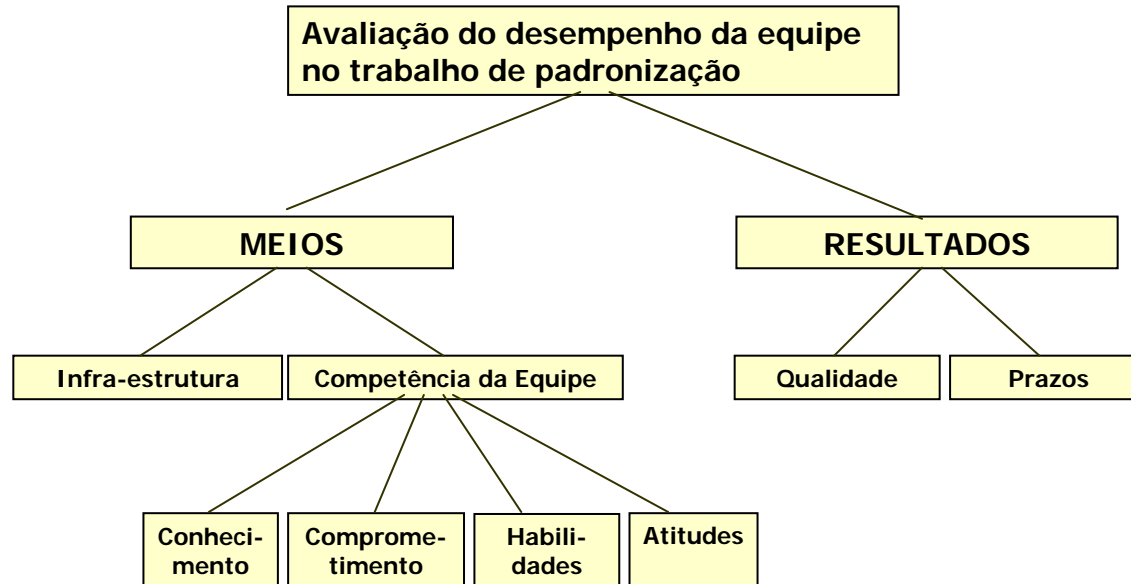 Avaliação do desempenho da equipe
no trabalho de padronização
MEIOS
RESULTADOS
Infra-estrutura
Competência da Equipe
Qualidade
Prazos
Conheci-
mento
Comprome-
timento
Habili-
dades
Atitudes